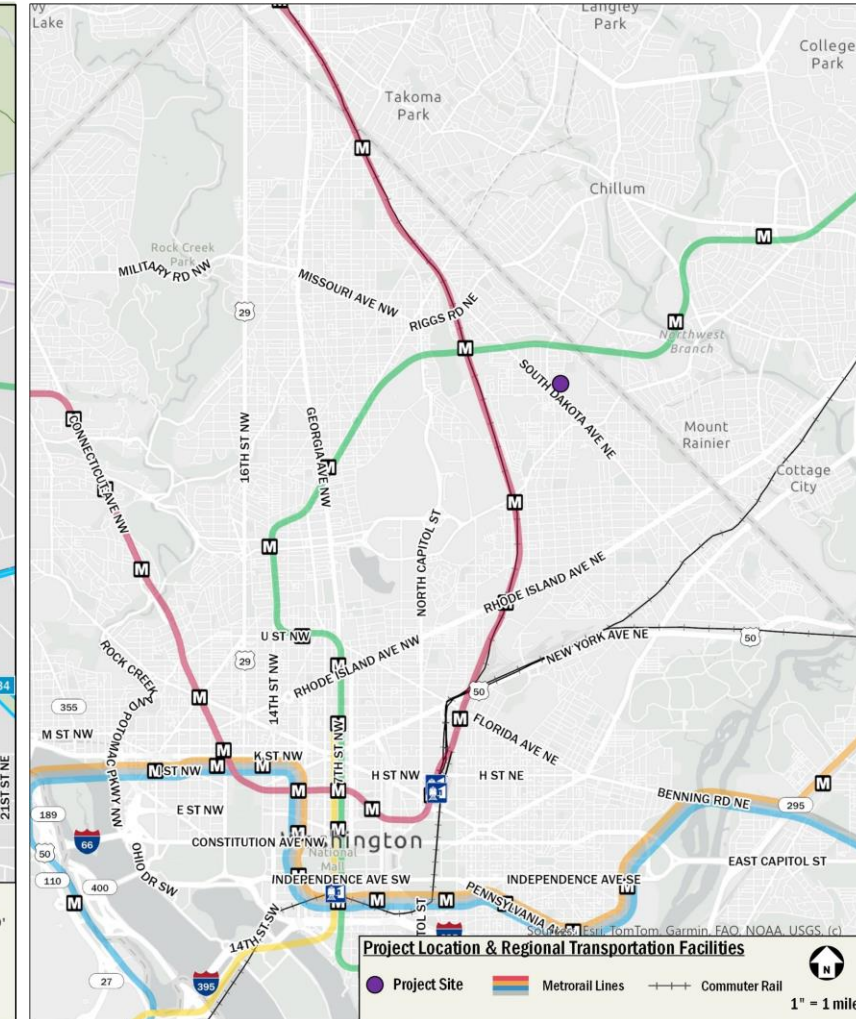 Lake
Langley
Park
College
Park
Takoma
Park
Chillum
Rock Creek
Park
MILITARY RD NW
MISSOURI AVE NW
29
RIGGS RD NE
Northwest
Branch
SOUTH DAKOTA AVE NE
Mount
Rainier
Cottage
City
CONNECTICUT AVE NW
16TH ST NW
GEORGIA AVE NW
NORTH CAPITOL ST
RHODE ISLAND AVE NE
U ST NW
RHODE ISLAND AVE NW
NEW YORK AVE NE
50
29
14TH ST NW
50
ROCK CREEK
AND POTOMAC PKWY NW
355
M ST NW
FLORIDA AVE NE
7TH ST NW
K ST NW
I ST NW
H ST NW
H ST NE
BENNING RD NE
295
E ST NW
189
66
CONSTITUTION AVE NW
National
EAST CAPITOL ST
50
110
400
OHIO DR SW
INDEPENDENCE AVE SW
INDEPENDENCE AVE SE
14TH ST SW
27
395
21ST ST NE
Esri, TomTom, Garmin, FAO, NOAA, USGS, (c)
Project Location & Regional Transportation Facilities
Project Site
Metrorail Lines
Commuter Rail
N
1" = 1 mile